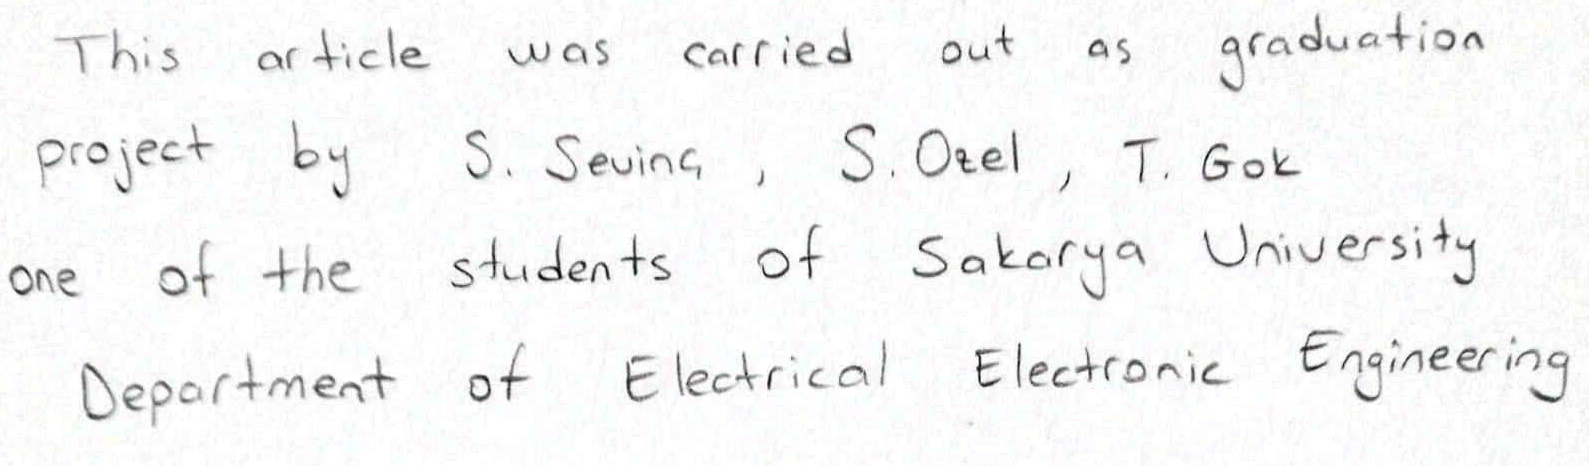 This article was carried out as graduation
project by S. Sevinç, S. Ozel, T. Gok
one of the students of Sakarya University
Department of Electrical Electronic Engineering